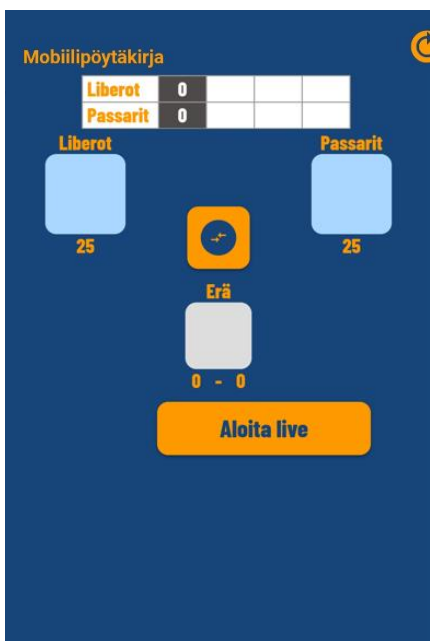 Mobiilipöytäkirja
Liberot 0
Passarit 0
Liberot Passarit
25 25
Erä
0 - 0
Aloita live